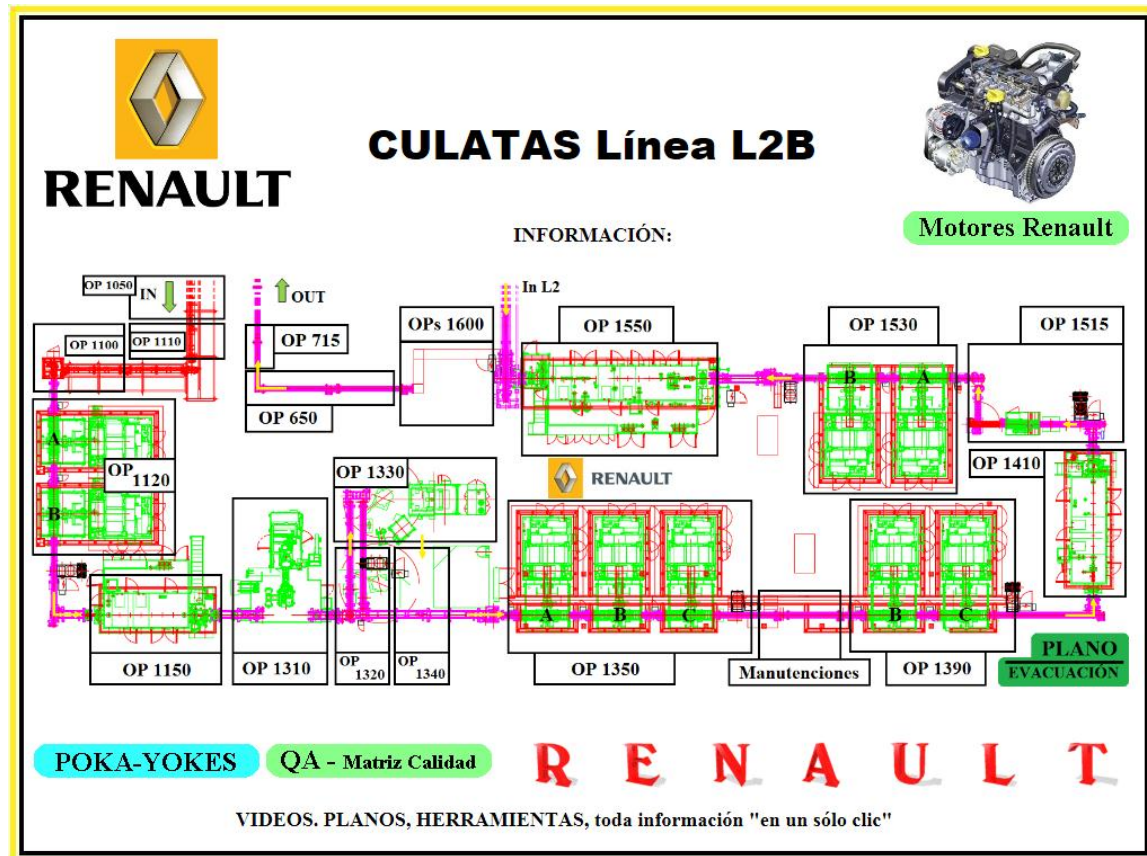 RENAULT
CULATAS Línea L2B
Motores Renault
INFORMACIÓN:
OP 1050
IN
OUT
In L2
OP 1100
OP 1110
OP 715
OP 650
OPs 1600
OP 1550
OP 1530
B
A
OP 1515
A
OP 1120
B
OP 1330
RENAULT
OP 1410
A
B
C
B
C
OP 1150
OP 1310
OP 1320
OP 1340
OP 1350
Manutenciones
OP 1390
PLANO
EVACUACIÓN
POKA-YOKES
QA - Matriz Calidad
RENAULT
VIDEOS. PLANOS, HERRAMIENTAS, toda información "en un sólo clic"